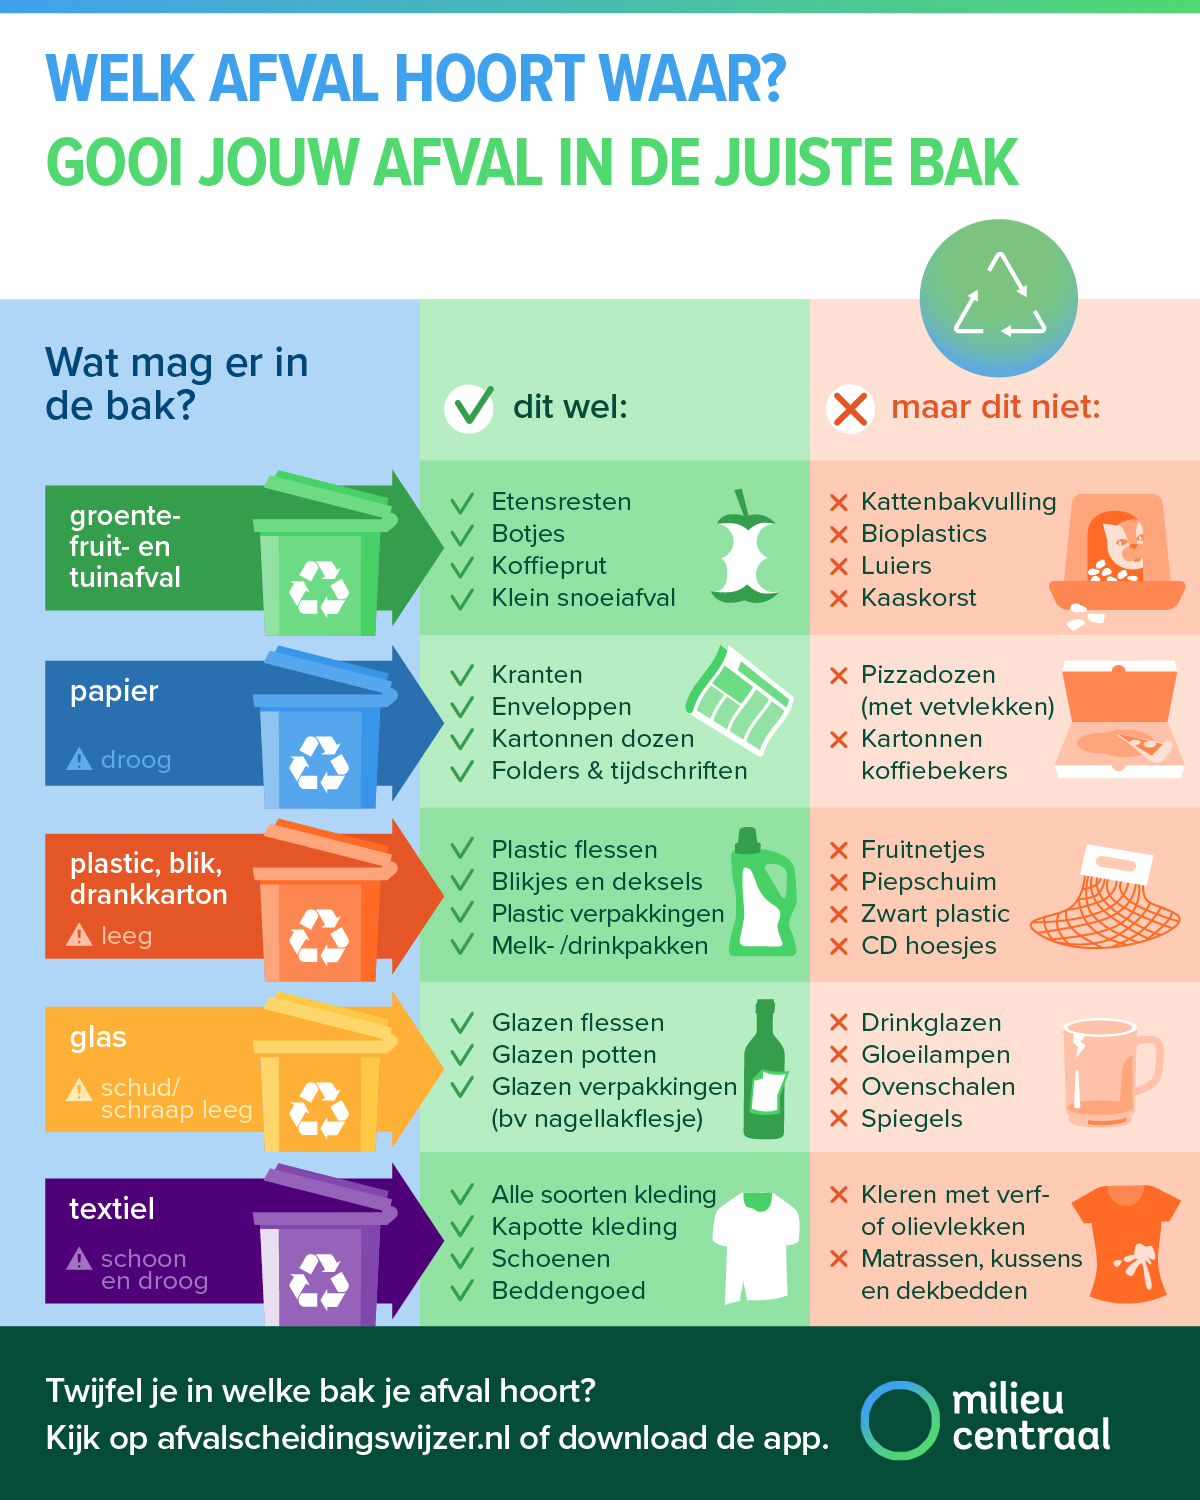 WELK AFVAL HOORT WAAR?
GOOI JOUW AFVAL IN DE JUISTE BAK
Wat mag er in
de bak?
dit wel:
maar dit niet:
groente-
fruit- en
tuinafval
Etensresten
Botjes
Koffieprut
Klein snoeiafval
Kattenbakvulling
Bioplastics
Luiers
Kaaskorst
papier
droog
Kranten
Enveloppen
Kartonnen dozen
Folders & tijdschriften
Pizzadozen
(met vetvlekken)
Kartonnen
koffiebekers
plastic, blik,
drankkarton
leeg
Plastic flessen
Blikjes en deksels
Plastic verpakkingen
Melk- /drinkpakken
Fruitnetjes
Piepschuim
Zwart plastic
CD hoesjes
glas
schud/
schraap leeg
Glazen flessen
Glazen potten
Glazen verpakkingen
(bv nagellakflesje)
Drinkglazen
Gloeilampen
Ovenschalen
Spiegels
textiel
schoon
en droog
Alle soorten kleding
Kapotte kleding
Schoenen
Beddengoed
Kleren met verf-
of olievlekken
Matrassen, kussens
en dekbedden
Twijfel je in welke bak je afval hoort?
Kijk op afvalscheidingswijzer.nl of download de app.
milieu
centraal